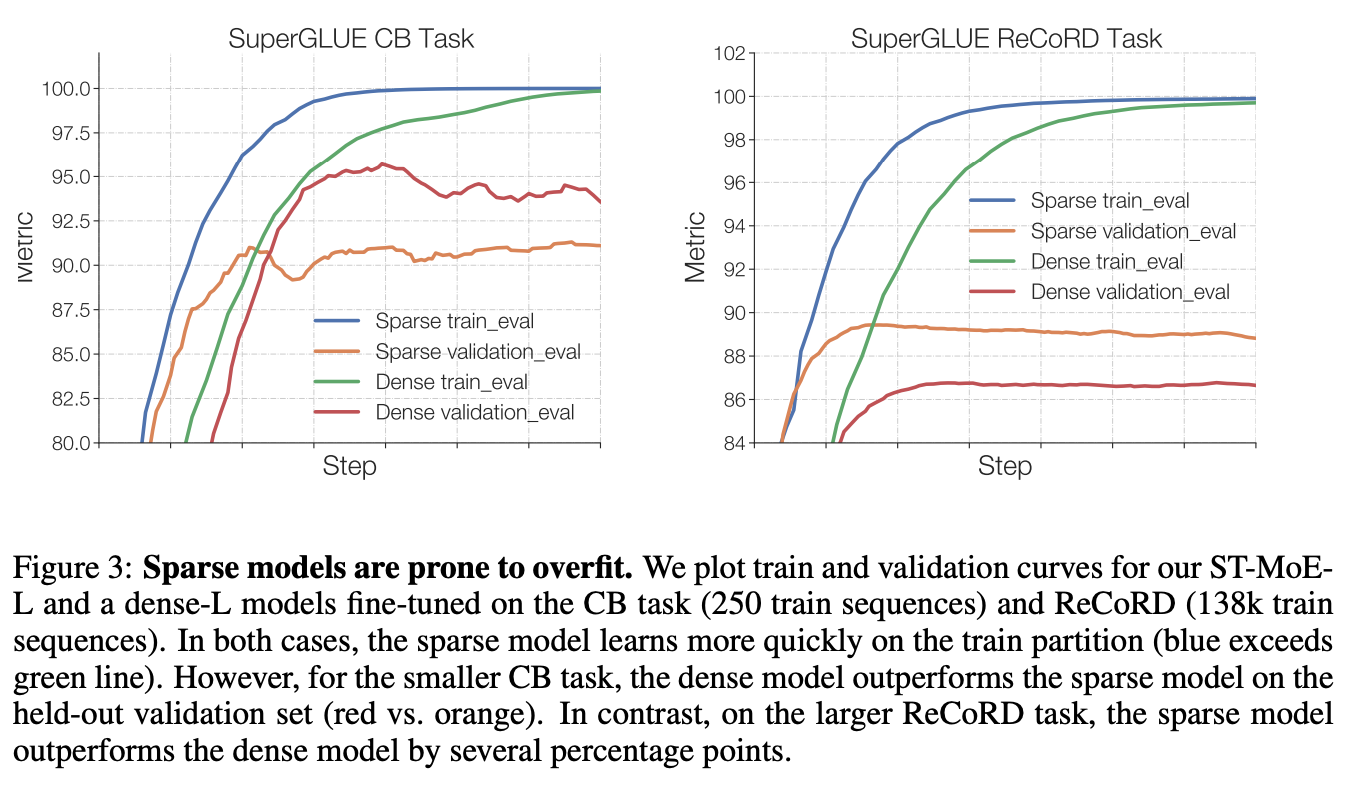 SuperGLUE CB Task
100.0
97.5
95.0
92.5
90.0
87.5
85.0
82.5
80.0
Metric
Step
Sparse train_eval
Sparse validation_eval
Dense train_eval
Dense validation_eval
SuperGLUE ReCoRD Task
102
100
98
96
94
92
90
88
86
84
Metric
Step
Sparse train_eval
Sparse validation_eval
Dense train_eval
Dense validation_eval
Figure 3: Sparse models are prone to overfit. We plot train and validation curves for our ST-MoE-
L and a dense-L models fine-tuned on the CB task (250 train sequences) and ReCoRD (138k train
sequences). In both cases, the sparse model learns more quickly on the train partition (blue exceeds
green line). However, for the smaller CB task, the dense model outperforms the sparse model on the
held-out validation set (red vs. orange). In contrast, on the larger ReCoRD task, the sparse model
outperforms the dense model by several percentage points.